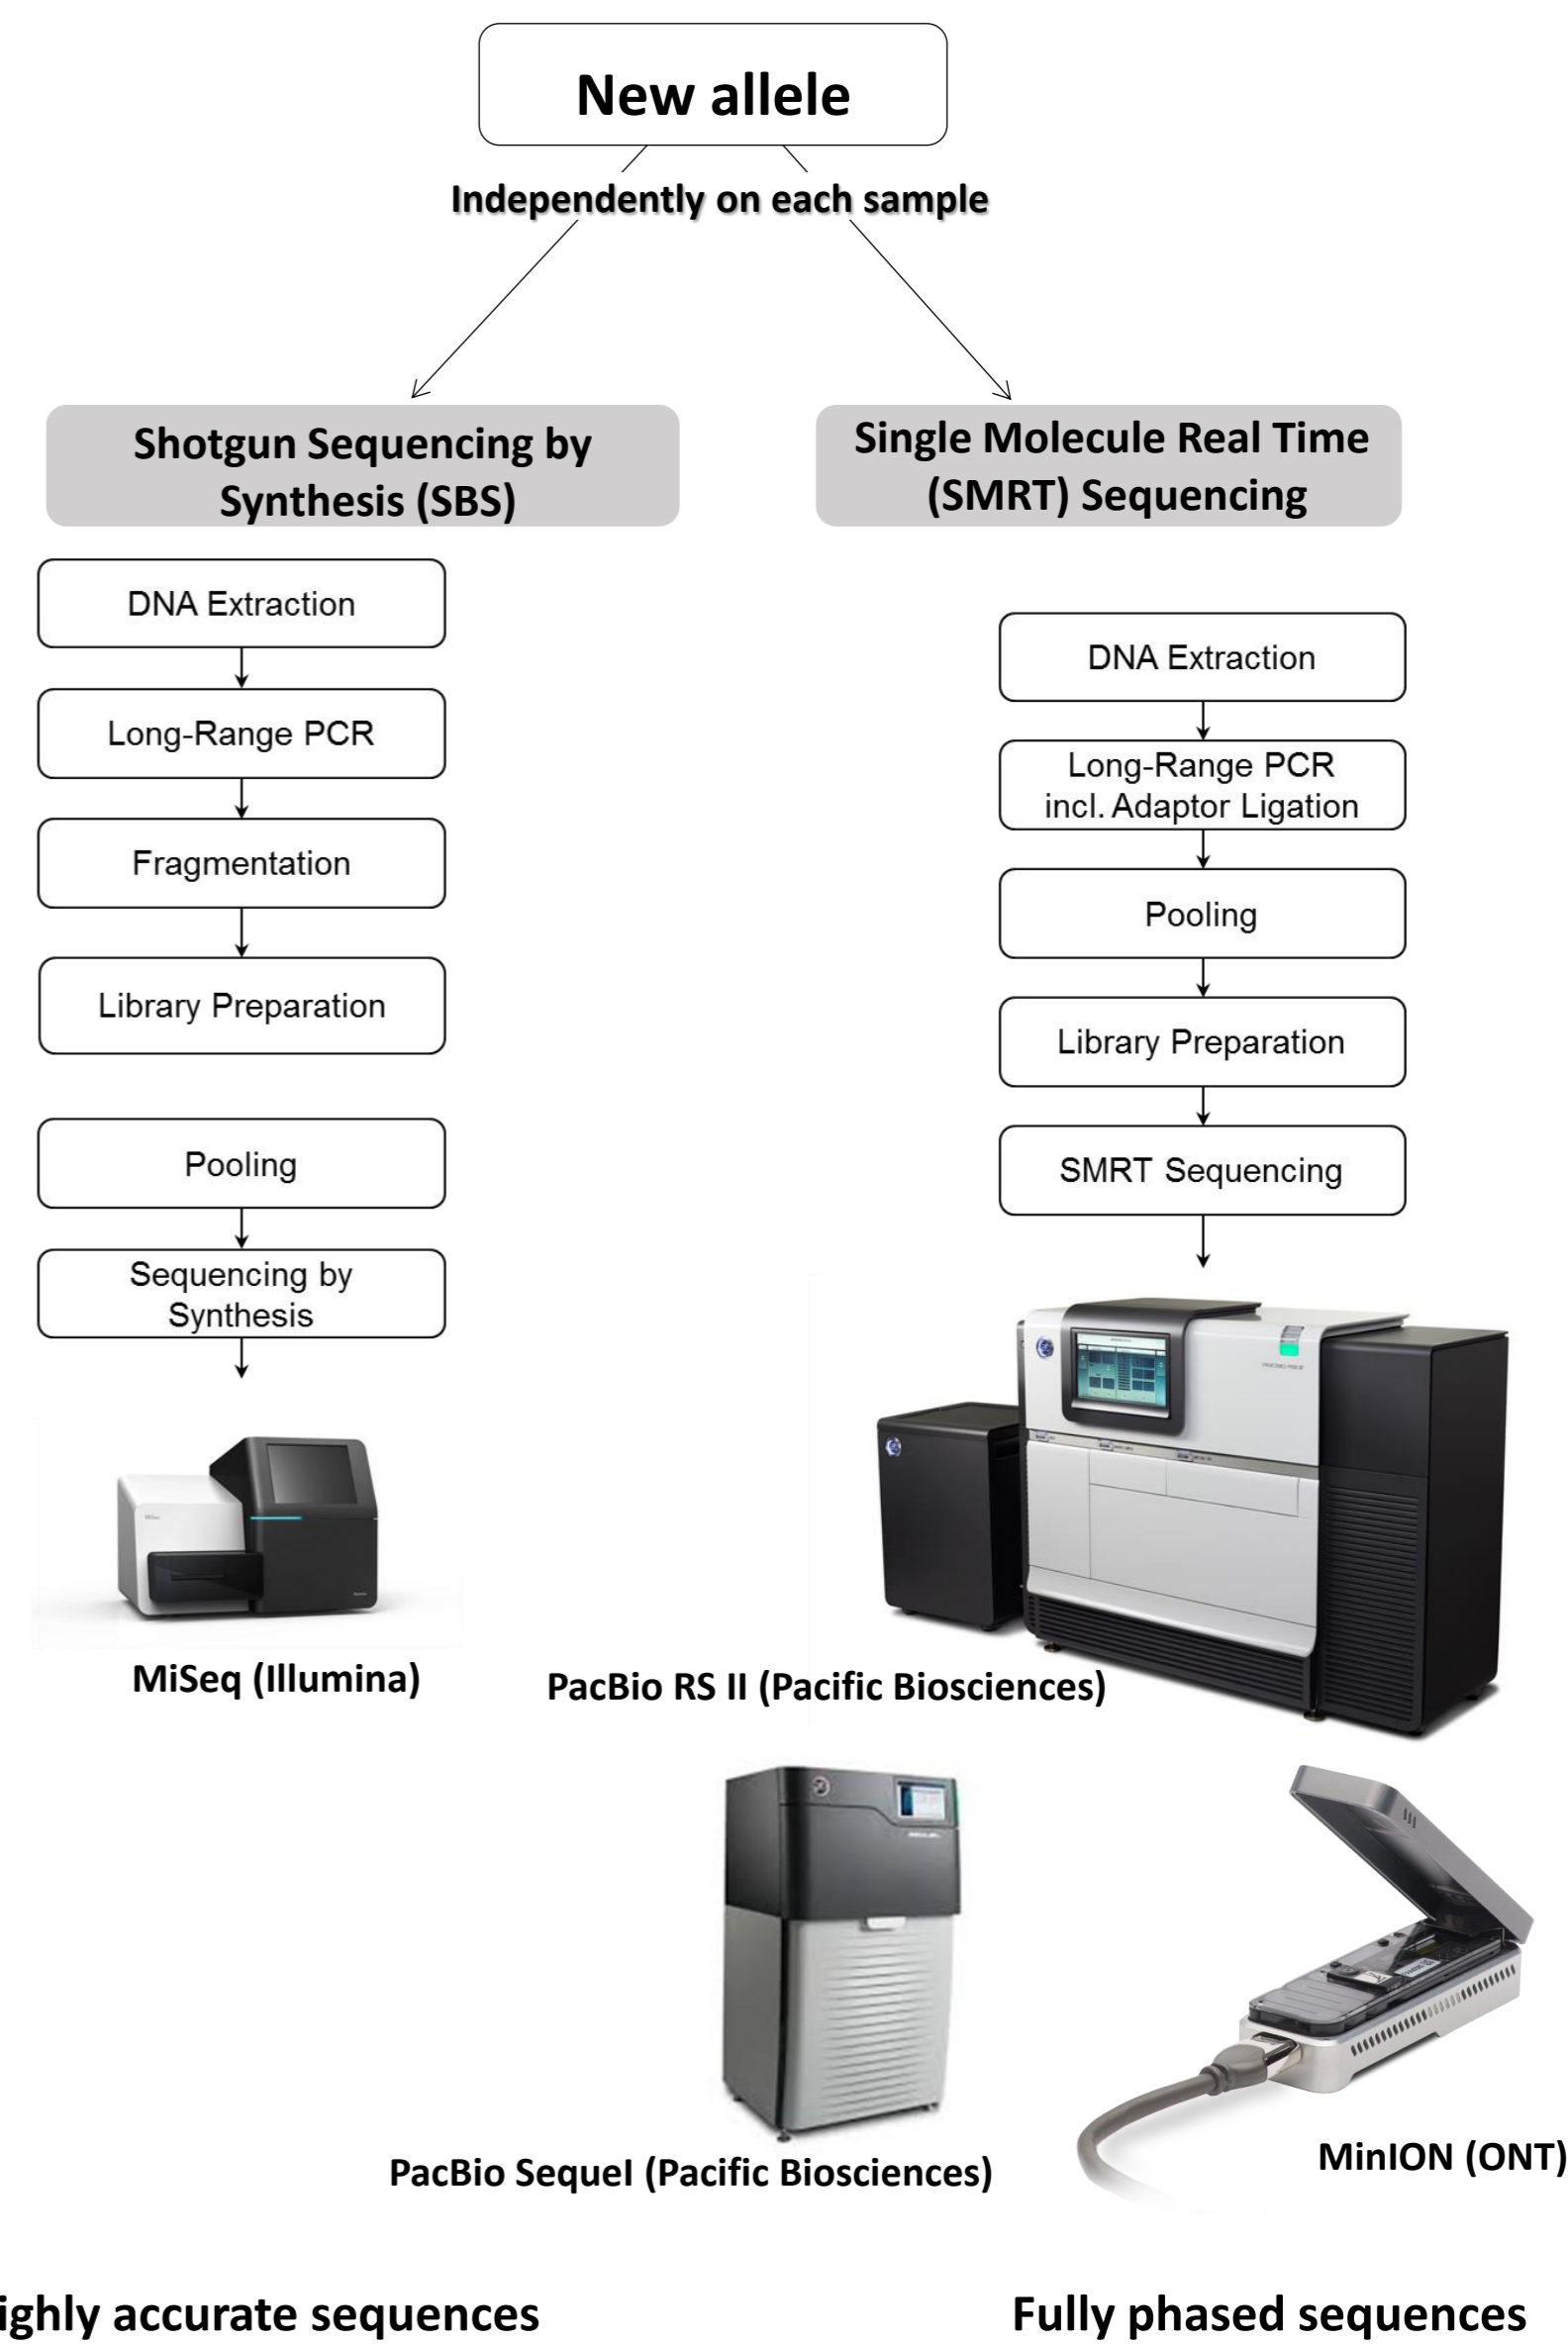 New allele
Independently on each sample
Shotgun Sequencing by
Synthesis (SBS)
Single Molecule Real Time
(SMRT) Sequencing
DNA Extraction
Long-Range PCR
Fragmentation
Library Preparation
Pooling
Sequencing by
Synthesis
DNA Extraction
Long-Range PCR
incl. Adaptor Ligation
Pooling
Library Preparation
SMRT Sequencing
MiSeq (Illumina)
PacBio RS II (Pacific Biosciences)
PacBio Sequel (Pacific Biosciences)
MinION (ONT)
ighly accurate sequences
Fully phased sequences